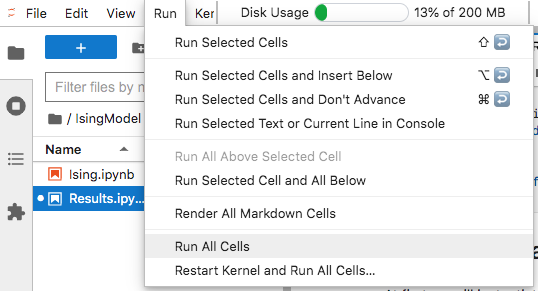 File Edit View Run Ker Disk Usage 13% of 200 MB
Run Selected Cells ⇧
Filter files by n
Run Selected Cells and Insert Below ⌥
Run Selected Cells and Don't Advance ⌘
/ IsingModel
Run Selected Text or Current Line in Console
Name
Run All Above Selected Cell
Ising.ipynb
Run Selected Cell and All Below
Results.ipy...
Render All Markdown Cells
Run All Cells
Restart Kernel and Run All Cells...